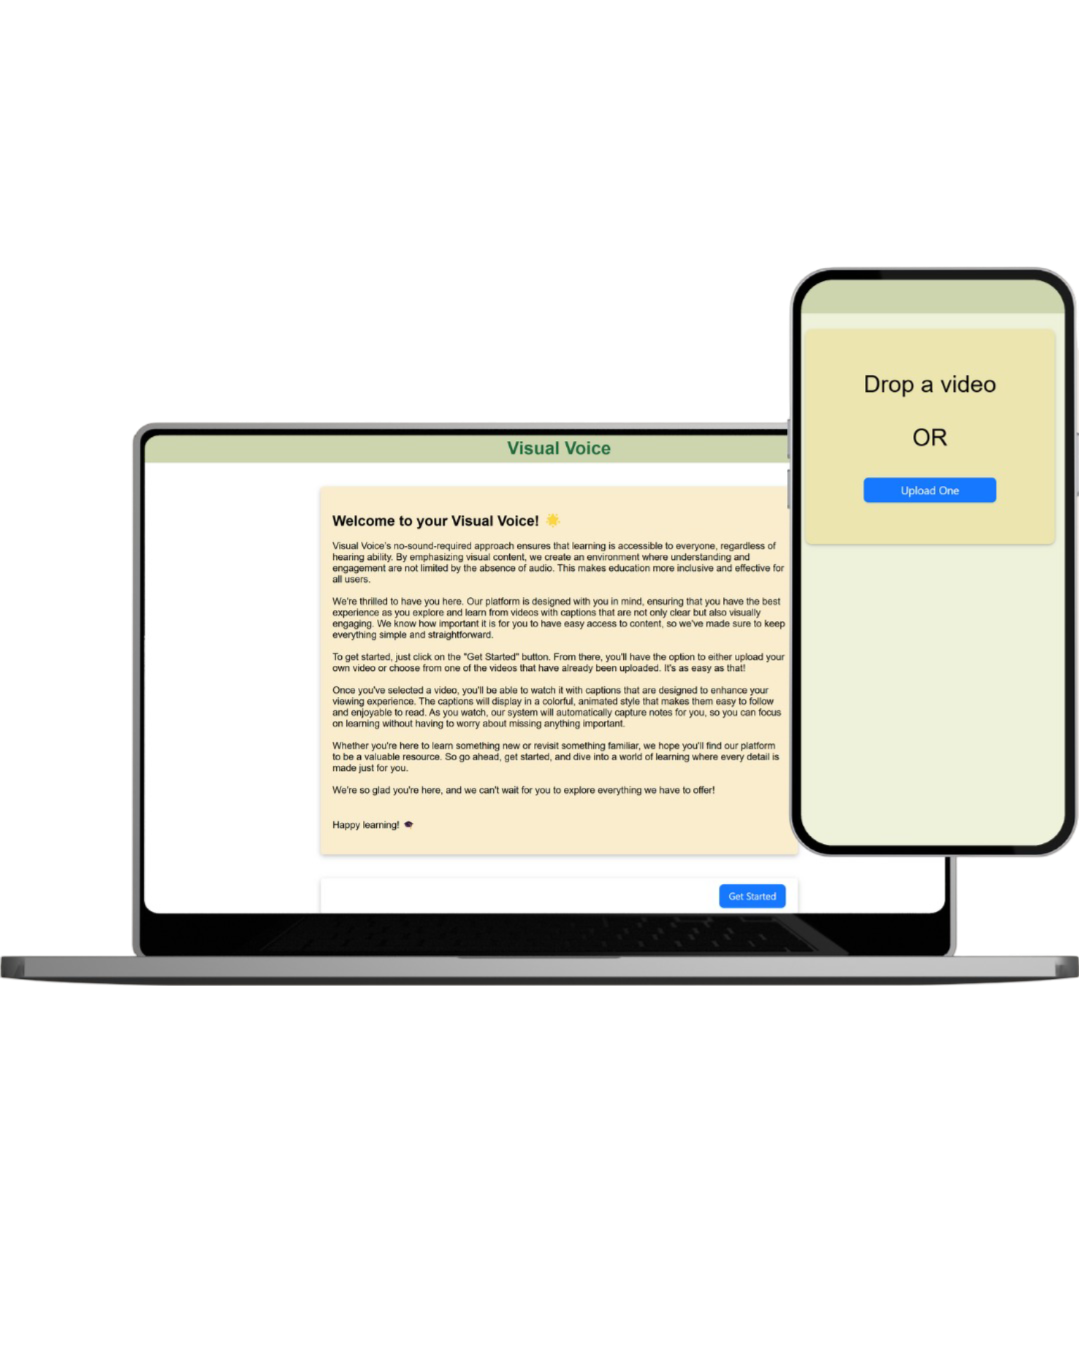 Visual Voice
Welcome to your Visual Voice! 🌟
Visual Voice's no-sound-required approach ensures that learning is accessible to everyone, regardless of
hearing ability. By emphasizing visual content, we create an environment where understanding and
engagement are not limited by the absence of audio. This makes education more inclusive and effective for
all users.
We're thrilled to have you here. Our platform is designed with you in mind, ensuring that you have the best
experience as you explore and learn from videos with captions that are not only clear but also visually
engaging. We know how important it is for you to have easy access to content, so we've made sure to keep
everything simple and straightforward.
To get started, just click on the "Get Started" button. From there, you'll have the option to either upload your
own video or choose from one of the videos that have already been uploaded. It's as easy as that!
Once you've selected a video, you'll be able to watch it with captions that are designed to enhance your
viewing experience. The captions will display in a colorful, animated style that makes them easy to follow
and enjoyable to read. As you watch, our system will automatically capture notes for you, so you can focus
on learning without having to worry about missing anything important.
Whether you're here to learn something new or revisit something familiar, we hope you'll find our platform
to be a valuable resource. So go ahead, get started, and dive into a world of learning where every detail is
made just for you.
We're so glad you're here, and we can't wait for you to explore everything we have to offer!
Happy learning! 🎓
Get Started
Drop a video
OR
Upload One